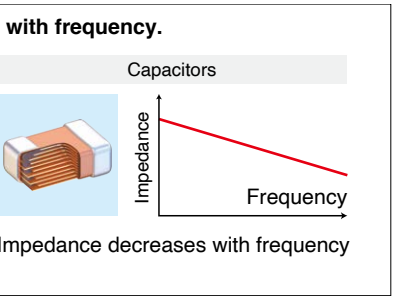 with frequency.
Capacitors
Impedance
Frequency
Impedance decreases with frequency